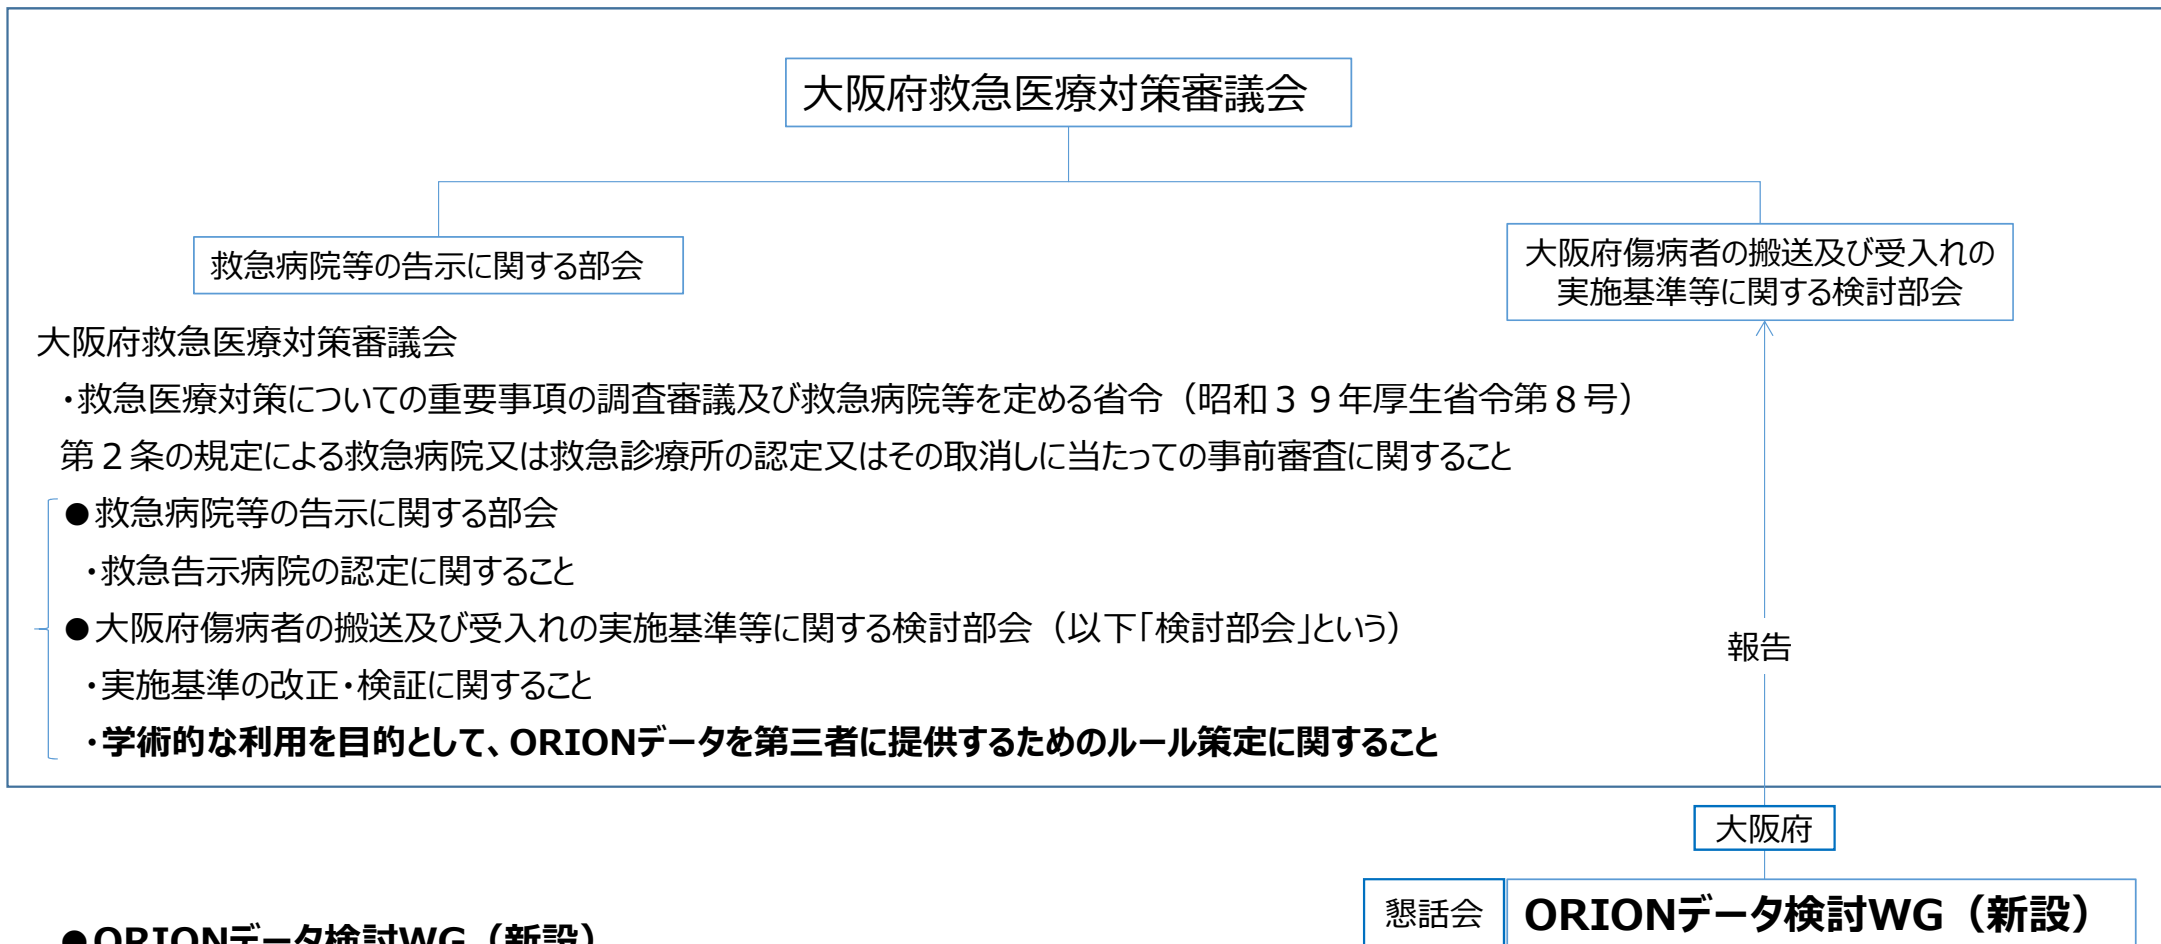 大阪府救急医療対策審議会
救急病院等の告示に関する部会
大阪府傷病者の搬送及び受入れの
実施基準等に関する検討部会
大阪府救急医療対策審議会
・救急医療対策についての重要事項の調査審議及び救急病院等を定める省令（昭和３９年厚生省令第８号）
第２条の規定による救急病院又は救急診療所の認定又はその取消しに当たっての事前審査に関すること
●救急病院等の告示に関する部会
・救急告示病院の認定に関すること
●大阪府傷病者の搬送及び受入れの実施基準等に関する検討部会（以下「検討部会」という）
・実施基準の改正・検証に関すること
・学術的な利用を目的として、ORIONデータを第三者に提供するためのルール策定に関すること
報告
大阪府
懇話会
ORIONデータ検討WG（新設）
●ORIONデータ検討WG（新設）